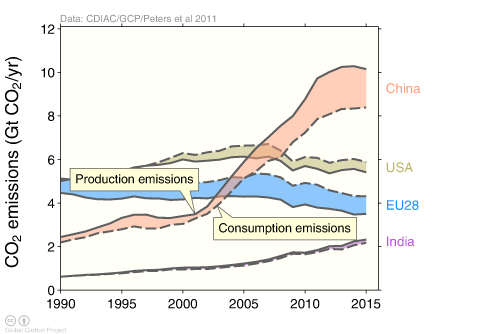 Data: CDIAC/GCP/Peters et al 2011
CO2 emissions (Gt CO2/yr)
12
10
8
6
4
2
0
1990
1995
2000
2005
2010
2015
China
USA
EU28
India
Production emissions
Consumption emissions
Global Carbon Project